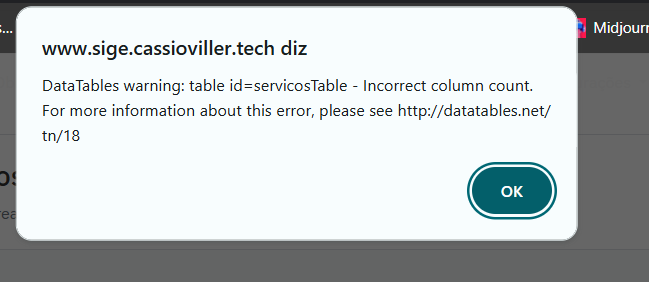 Midjourn
www.sige.cassioviller.tech diz
DataTables warning: table id=servicosTable - Incorrect column count.
For more information about this error, please see http://datatables.net/
tn/18
OK